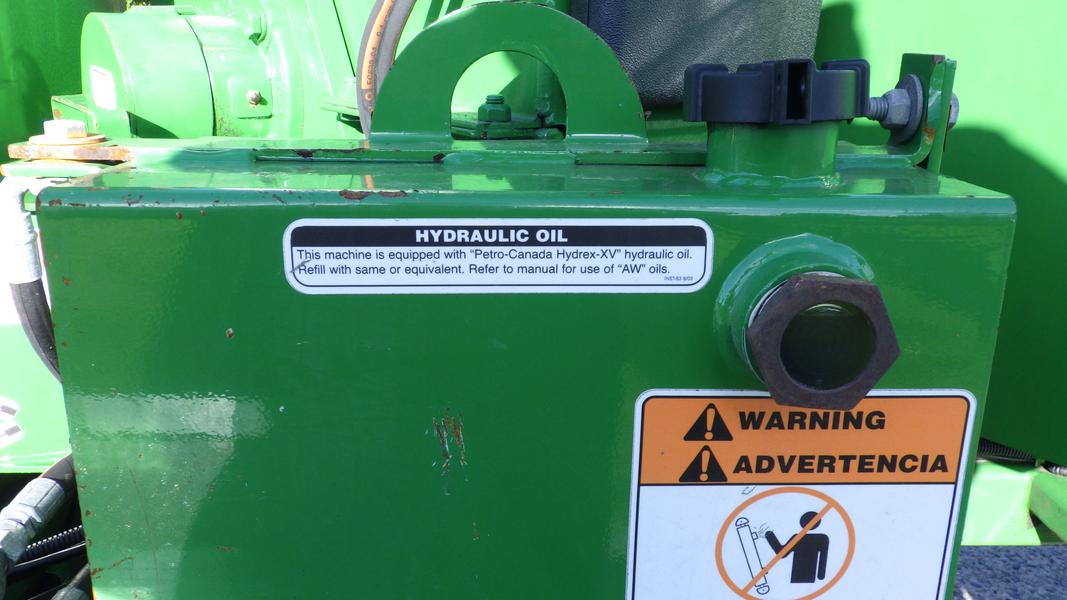 HYDRAULIC OIL
This machine is equipped with “Petro-Canada Hydrex-XV” hydraulic oil.
Refill with same or equivalent. Refer to manual for use of “AW” oils.
WARNING
ADVERTENCIA